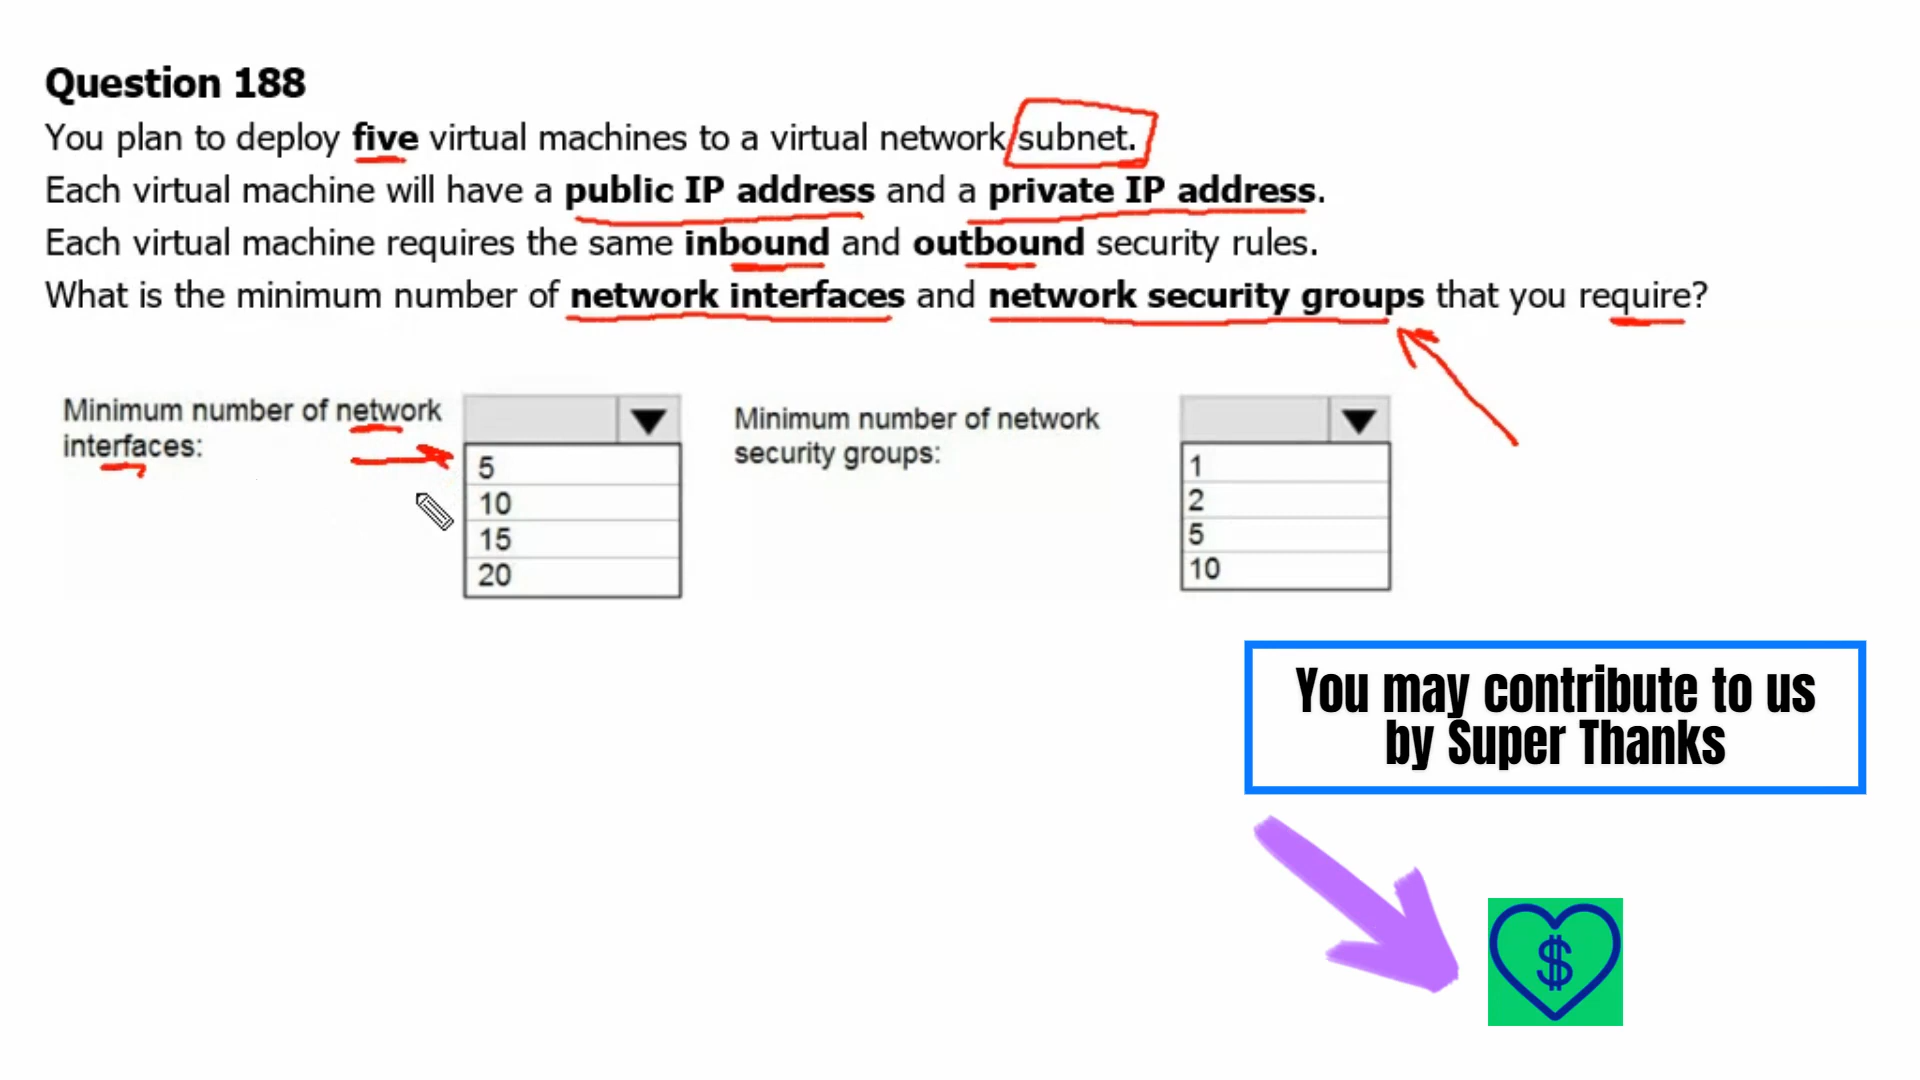 Question 188
You plan to deploy five virtual machines to a virtual network subnet.
Each virtual machine will have a public IP address and a private IP address.
Each virtual machine requires the same inbound and outbound security rules.
What is the minimum number of network interfaces and network security groups that you require?
Minimum number of network
interfaces:
5
10
15
20
Minimum number of network
security groups:
1
2
5
10
You may contribute to us
by Super Thanks
$